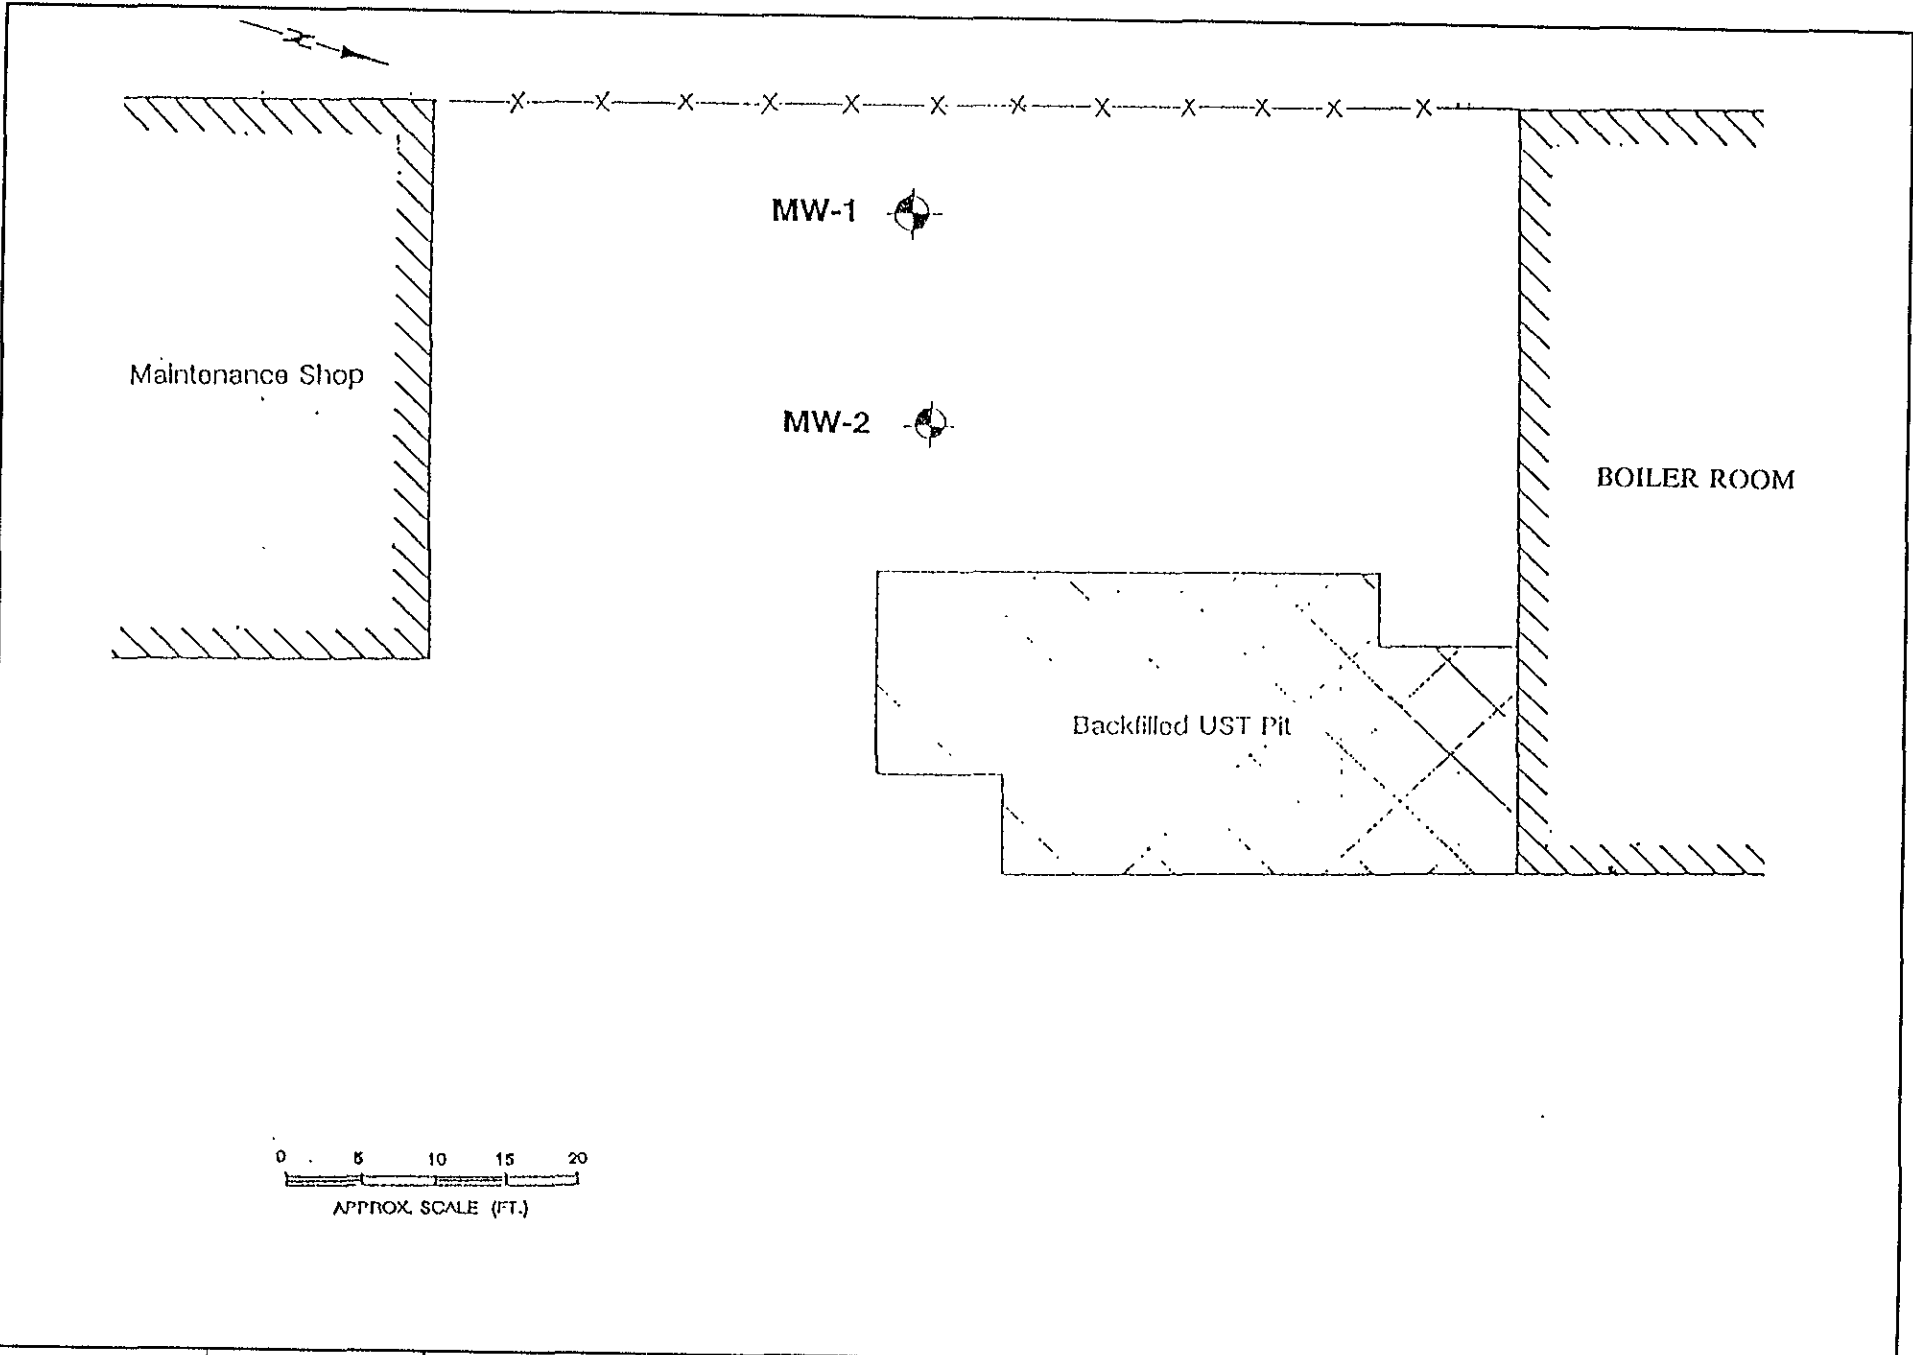 N
X X X X X X X X X X X X
MW-1
Maintenance Shop
MW-2
BOILER ROOM
Backfilled UST Pit
0 5 10 15 20
APPROX. SCALE (FT.)